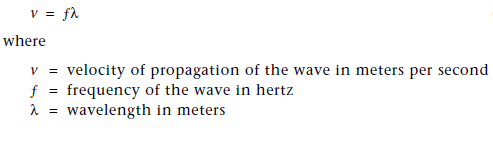 v = fλ
where
v = velocity of propagation of the wave in meters per second
f = frequency of the wave in hertz
λ = wavelength in meters